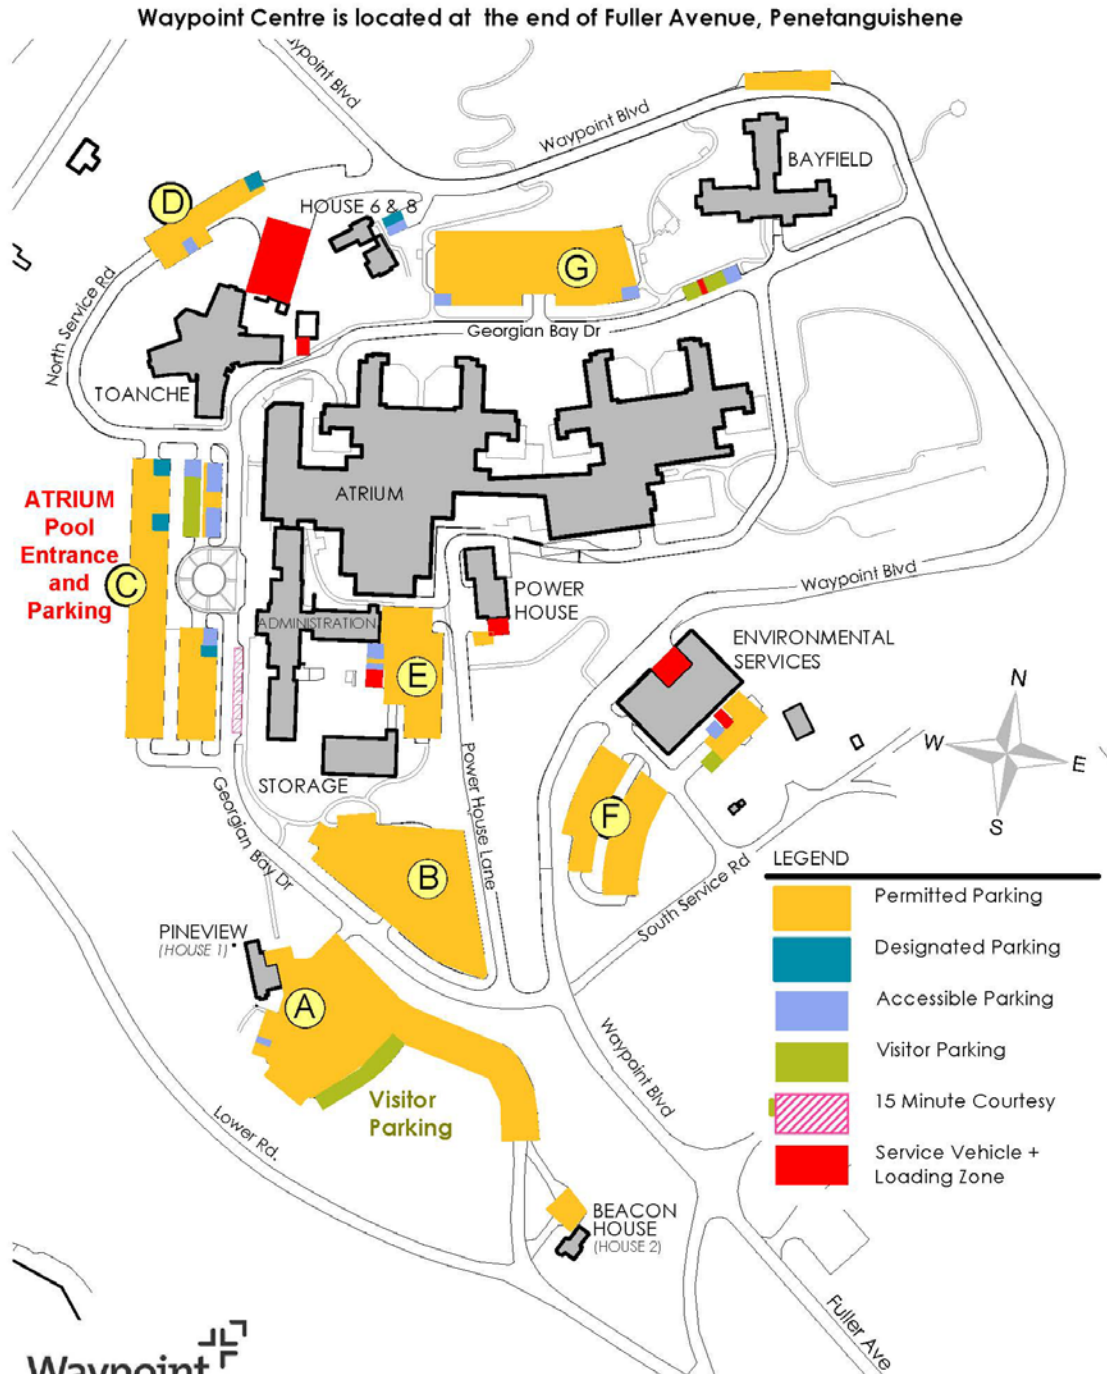 Waypoint Centre is located at the end of Fuller Avenue, Penetanguishene
Waypoint Blvd
Waypoint Blvd
BAYFIELD
D
HOUSE 6 & 8
G
North Service Rd
Georgian Bay Dr
TOANCHE
ATRIUM
ATRIUM
Pool
Entrance
and
Parking
C
POWER
HOUSE
Waypoint Blvd
ADMINISTRATION
ENVIRONMENTAL
SERVICES
E
N
W
E
S
STORAGE
Power House Lane
Georgian Bay Dr
F
B
South Service Rd
LEGEND
Permitted Parking
Designated Parking
Accessible Parking
Visitor Parking
15 Minute Courtesy
Service Vehicle +
Loading Zone
PINEVIEW
(HOUSE 1)
A
Waypoint Blvd
Visitor
Parking
Lower Rd.
BEACON
HOUSE
(HOUSE 2)
Fuller Ave
Waypoint